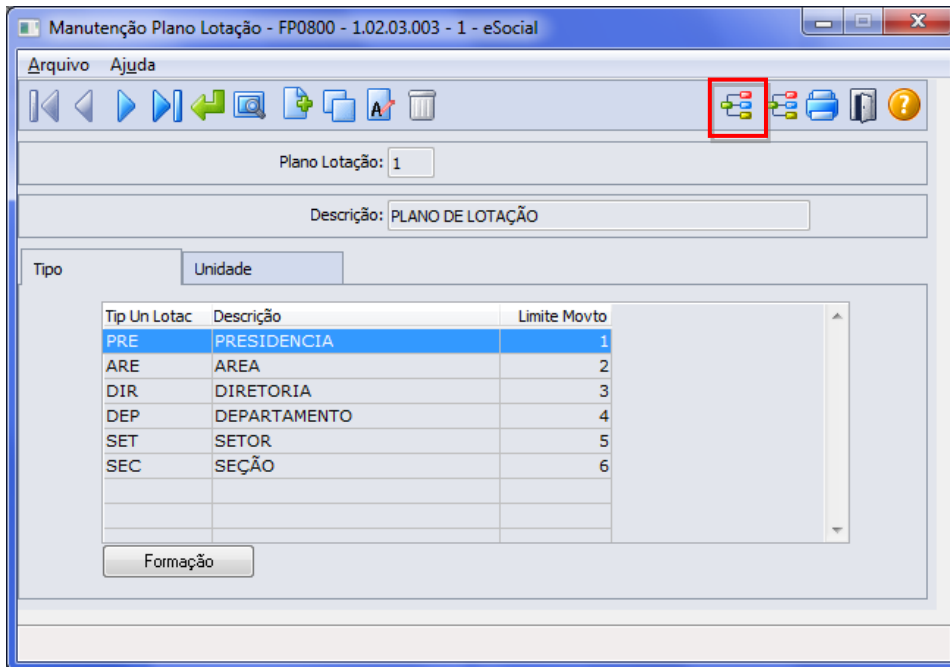 Manutenção Plano Lotação - FP0800 - 1.02.03.003 - 1 - eSocial
Arquivo Ajuda
Plano Lotação: 1
Descrição: PLANO DE LOTAÇÃO
Tipo Unidade
Tip Un Lotac Descrição Limite Movto
PRE PRESIDENCIA 1
ARE AREA 2
DIR DIRETORIA 3
DEP DEPARTAMENTO 4
SET SETOR 5
SEC SEÇÃO 6
Formação